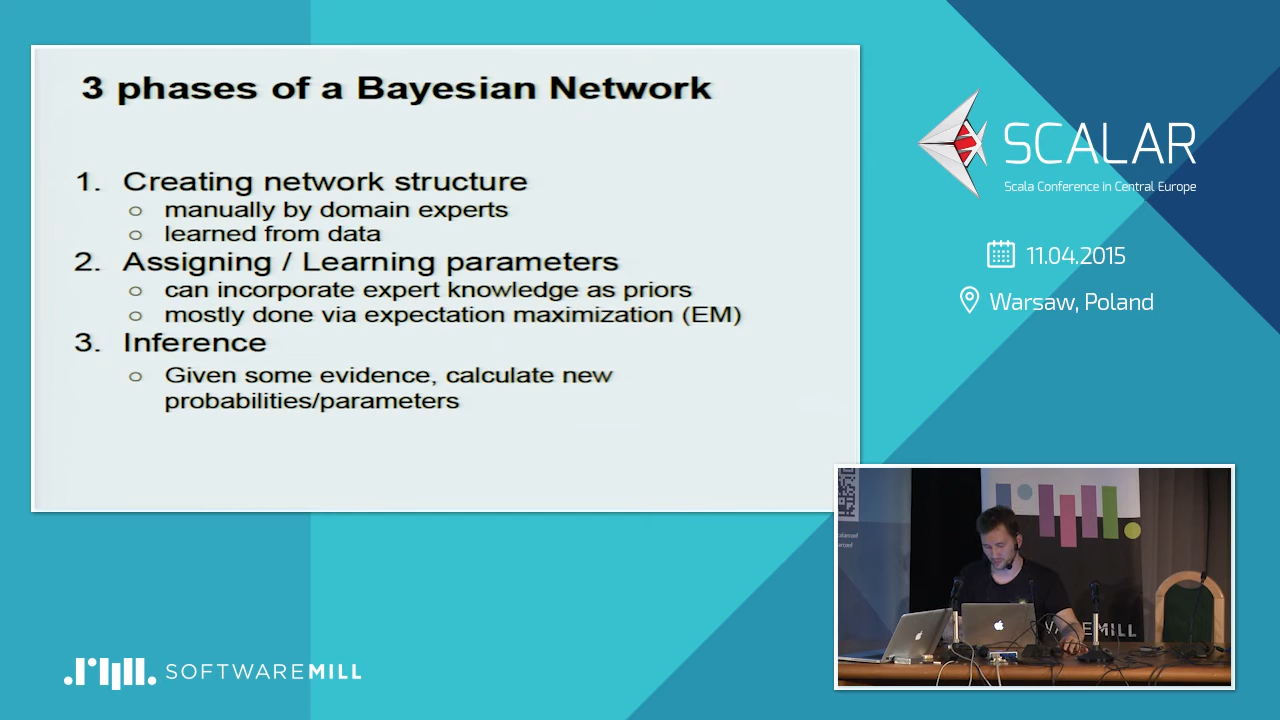 3 phases of a Bayesian Network
1. Creating network structure
○ manually by domain experts
○ learned from data
2. Assigning / Learning parameters
○ can incorporate expert knowledge as priors
○ mostly done via expectation maximization (EM)
3. Inference
○ Given some evidence, calculate new
probabilities/parameters
SCALAR
Scala Conference in Central Europe
11.04.2015
Warsaw, Poland
SOFTWAREMILL